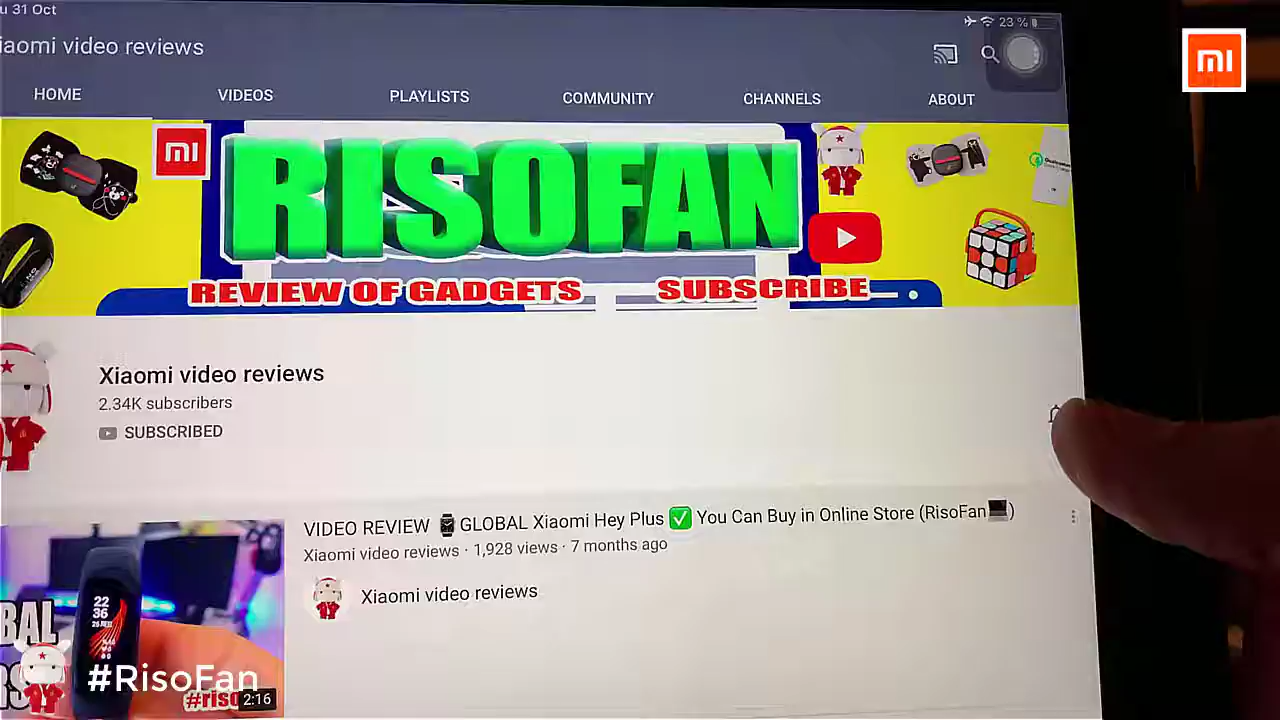 u 31 Oct
23 %
iaomi video reviews
HOME
VIDEOS
PLAYLISTS
COMMUNITY
CHANNELS
ABOUT
mi
mi
RISOFAN
REVIEW OF GADGETS
SUBSCRIBE
Xiaomi video reviews
2.34K subscribers
SUBSCRIBED
VIDEO REVIEW ⌚GLOBAL Xiaomi Hey Plus ✅ You Can Buy in Online Store (RisoFan💻)
Xiaomi video reviews · 1,928 views · 7 months ago
Xiaomi video reviews
22
36
BAL
#RisoFan
#riso
2:16